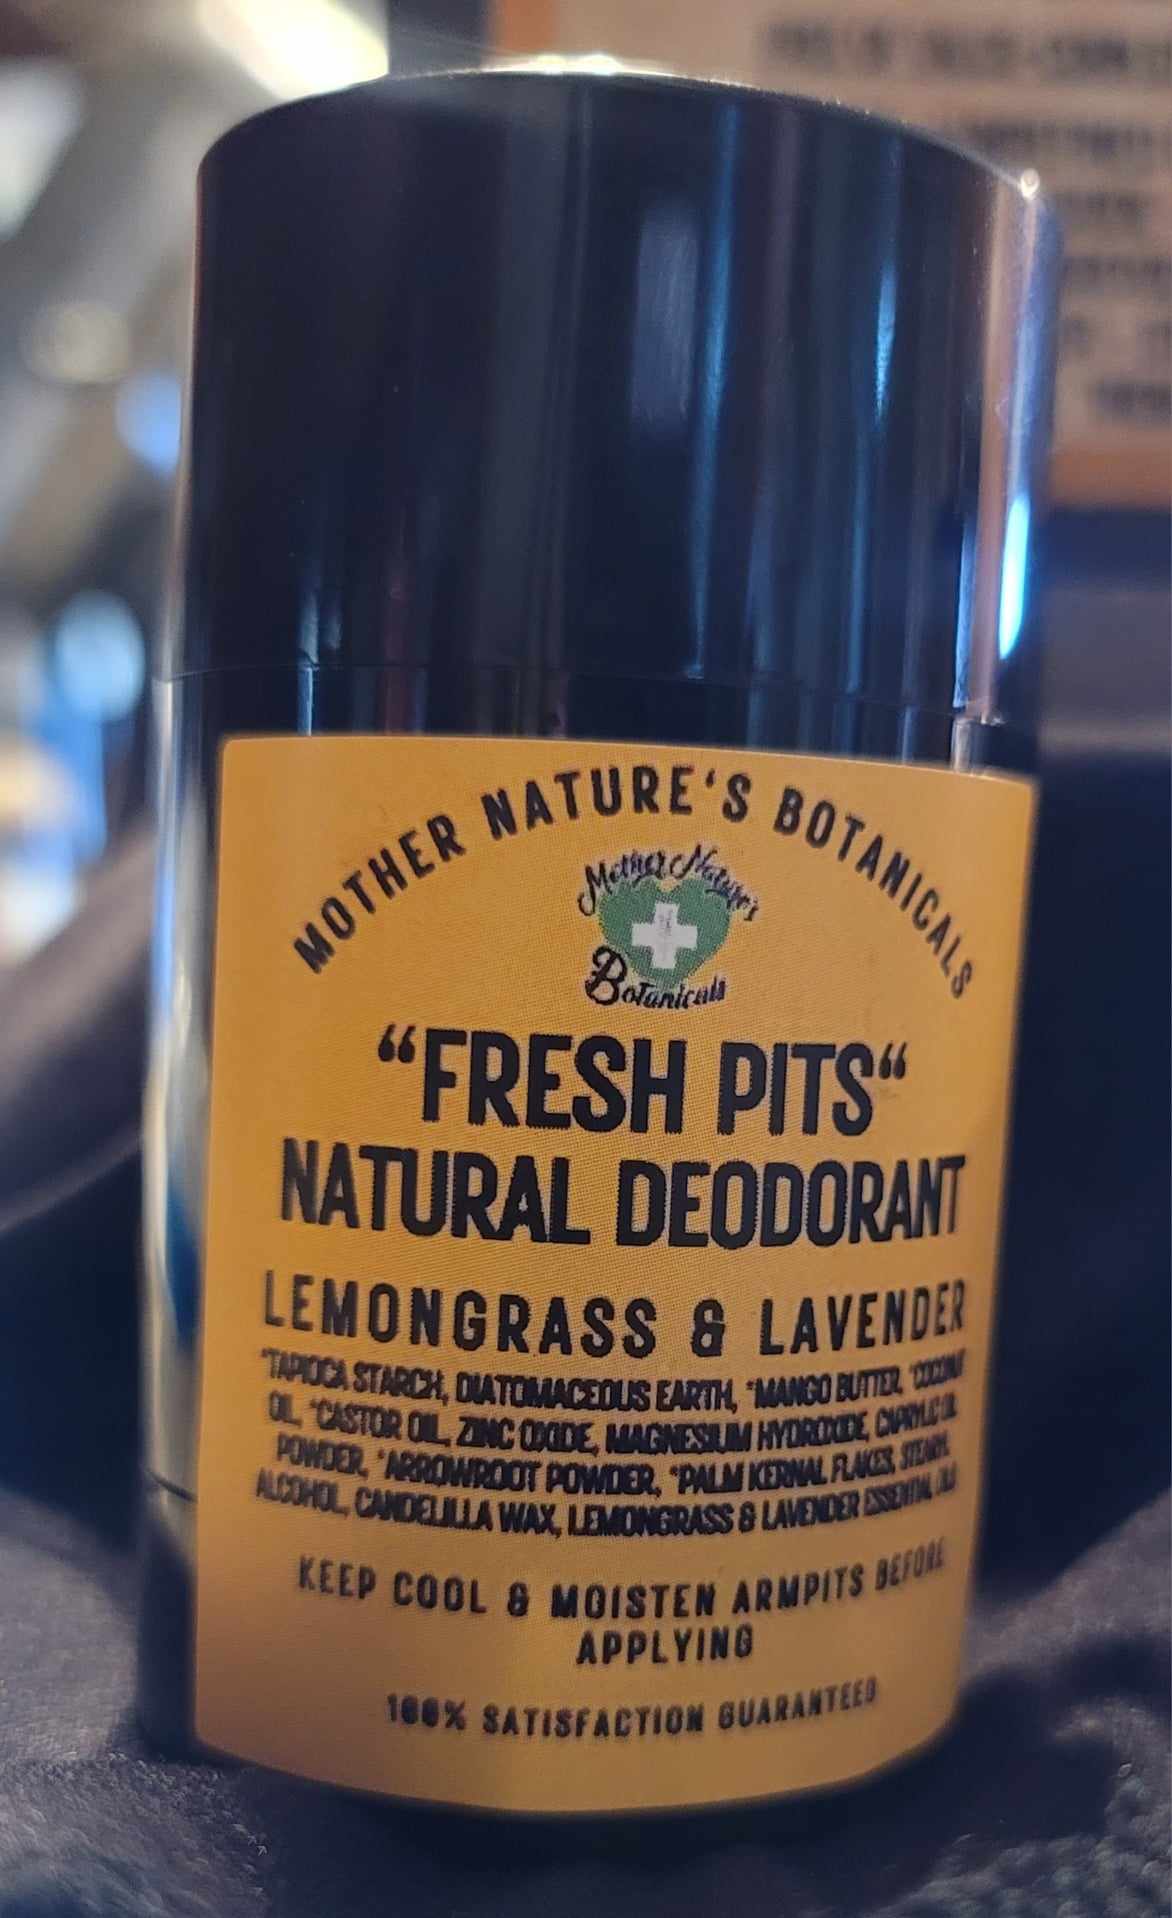 MOTHER NATURE'S BOTANICALS
Mother Nature's
Botanicals
“FRESH PITS“
NATURAL DEODORANT
LEMONGRASS & LAVENDER
*TAPIOCA STARCH, DIATOMACEOUS EARTH, *MANGO BUTTER, *COCONUT
OIL, *CASTOR OIL, ZINC OXIDE, MAGNESIUM HYDROXIDE, CAPRYLIC OIL
POWDER, *ARROWROOT POWDER, *PALM KERNAL FLAKES, STEARYL
ALCOHOL, CANDELILLA WAX, LEMONGRASS & LAVENDER ESSENTIAL OILS
KEEP COOL & MOISTEN ARMPITS BEFORE
APPLYING
100% SATISFACTION GUARANTEED